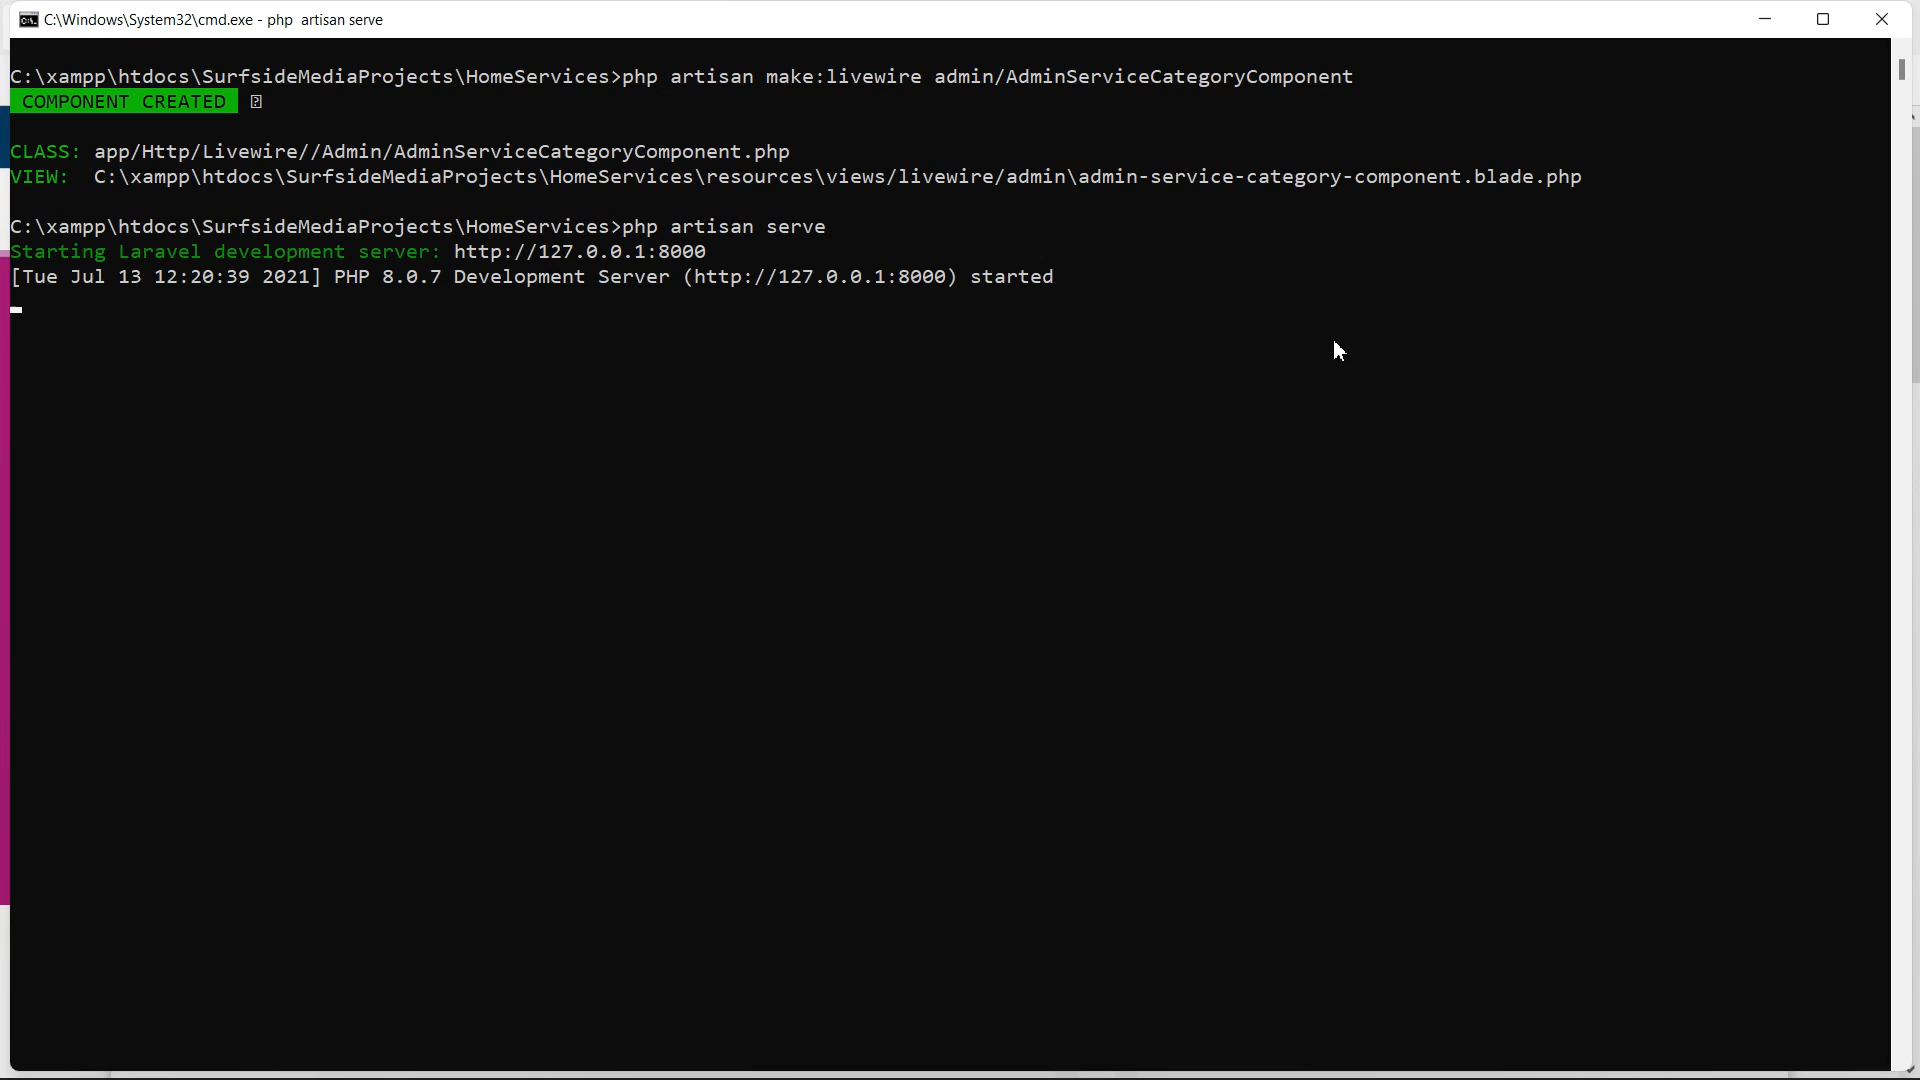 C:\Windows\System32\cmd.exe - php  artisan serve
C:\xampp\htdocs\SurfsideMediaProjects\HomeServices>php artisan make:livewire admin/AdminServiceCategoryComponent
COMPONENT CREATED
CLASS: app/Http/Livewire//Admin/AdminServiceCategoryComponent.php
VIEW:  C:\xampp\htdocs\SurfsideMediaProjects\HomeServices\resources\views/livewire/admin\admin-service-category-component.blade.php
C:\xampp\htdocs\SurfsideMediaProjects\HomeServices>php artisan serve
Starting Laravel development server: http://127.0.0.1:8000
[Tue Jul 13 12:20:39 2021] PHP 8.0.7 Development Server (http://127.0.0.1:8000) started